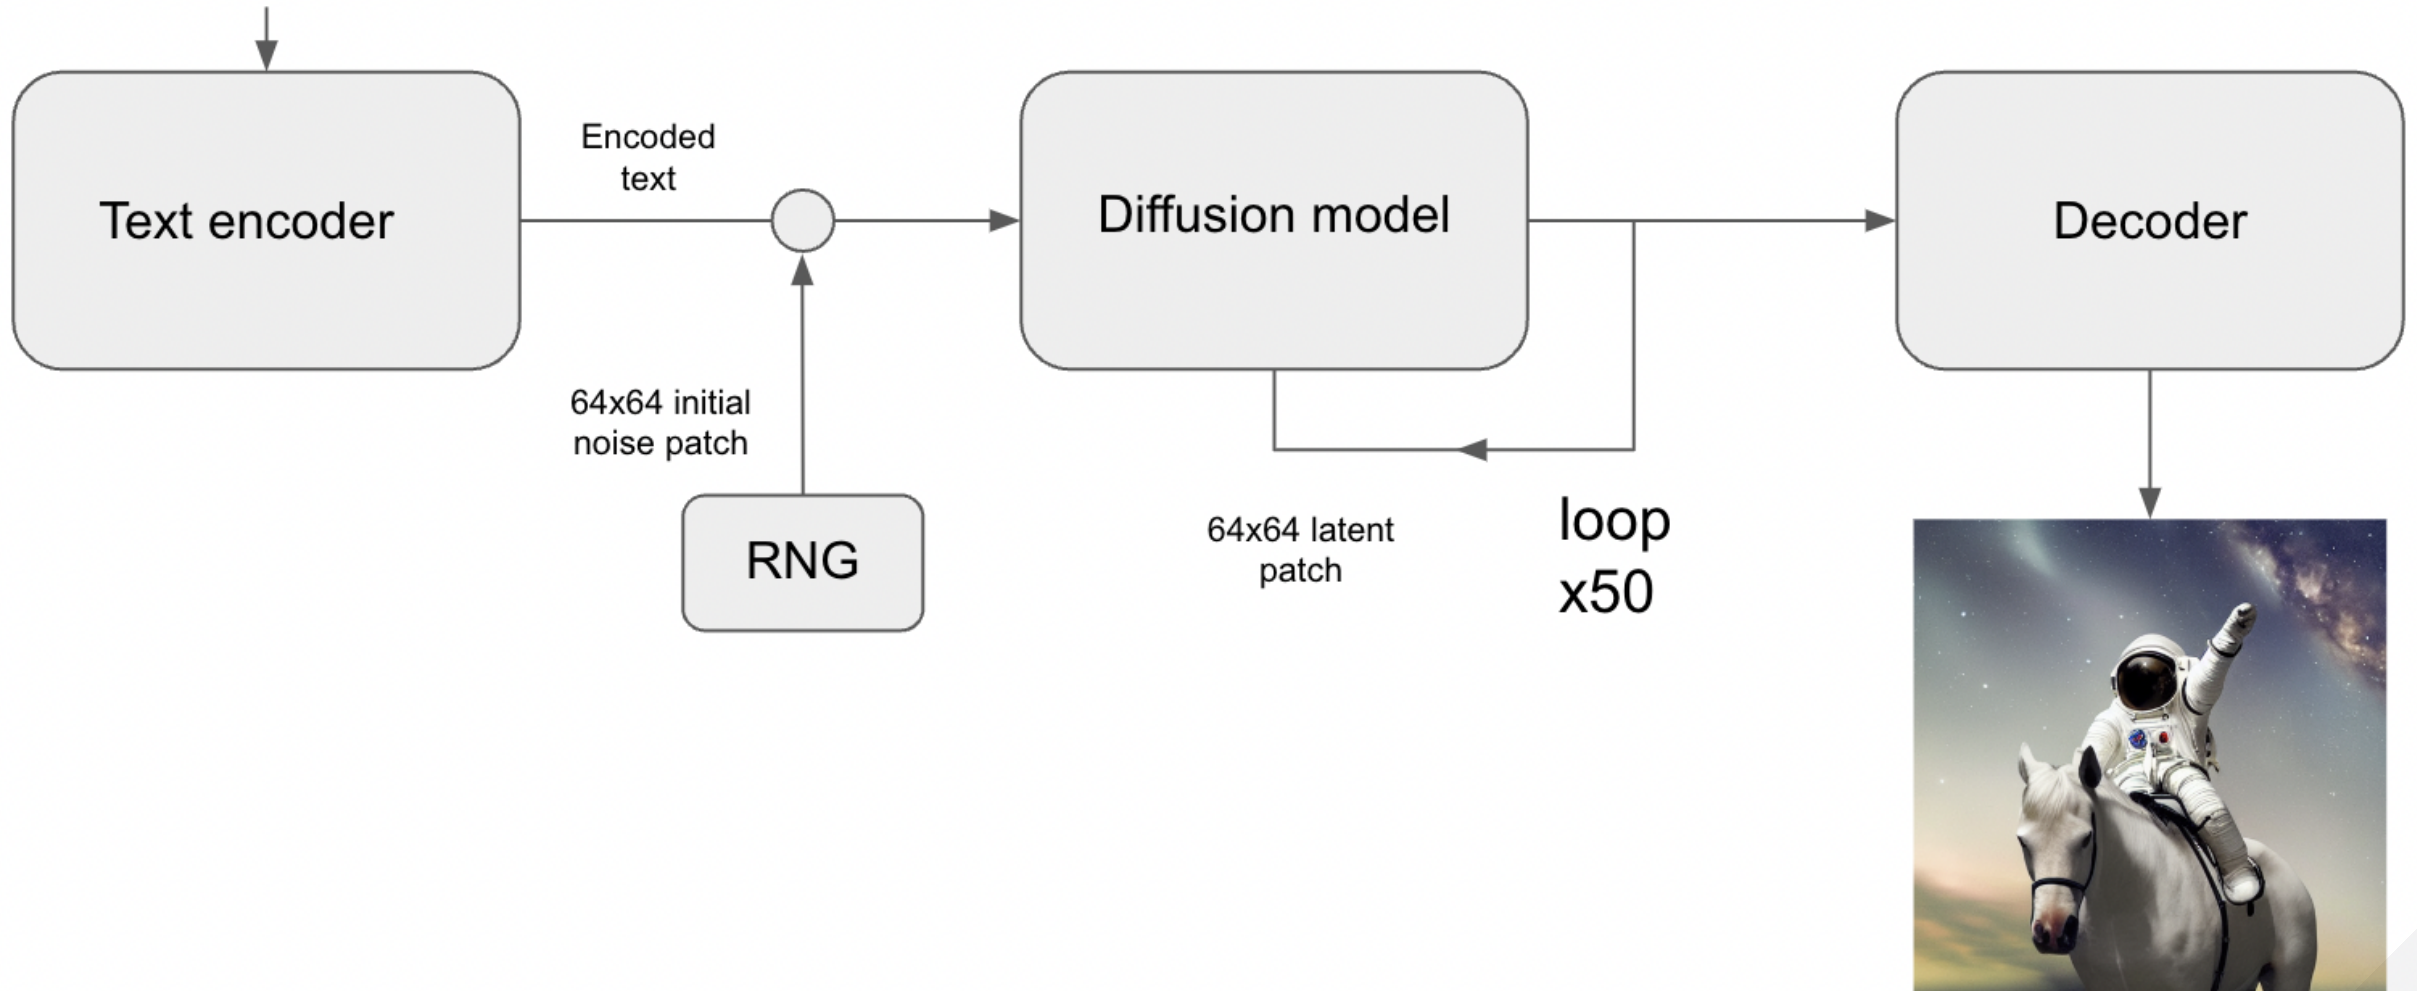 Text encoder
Encoded
text
64x64 initial
noise patch
RNG
Diffusion model
64x64 latent
patch
loop
x50
Decoder